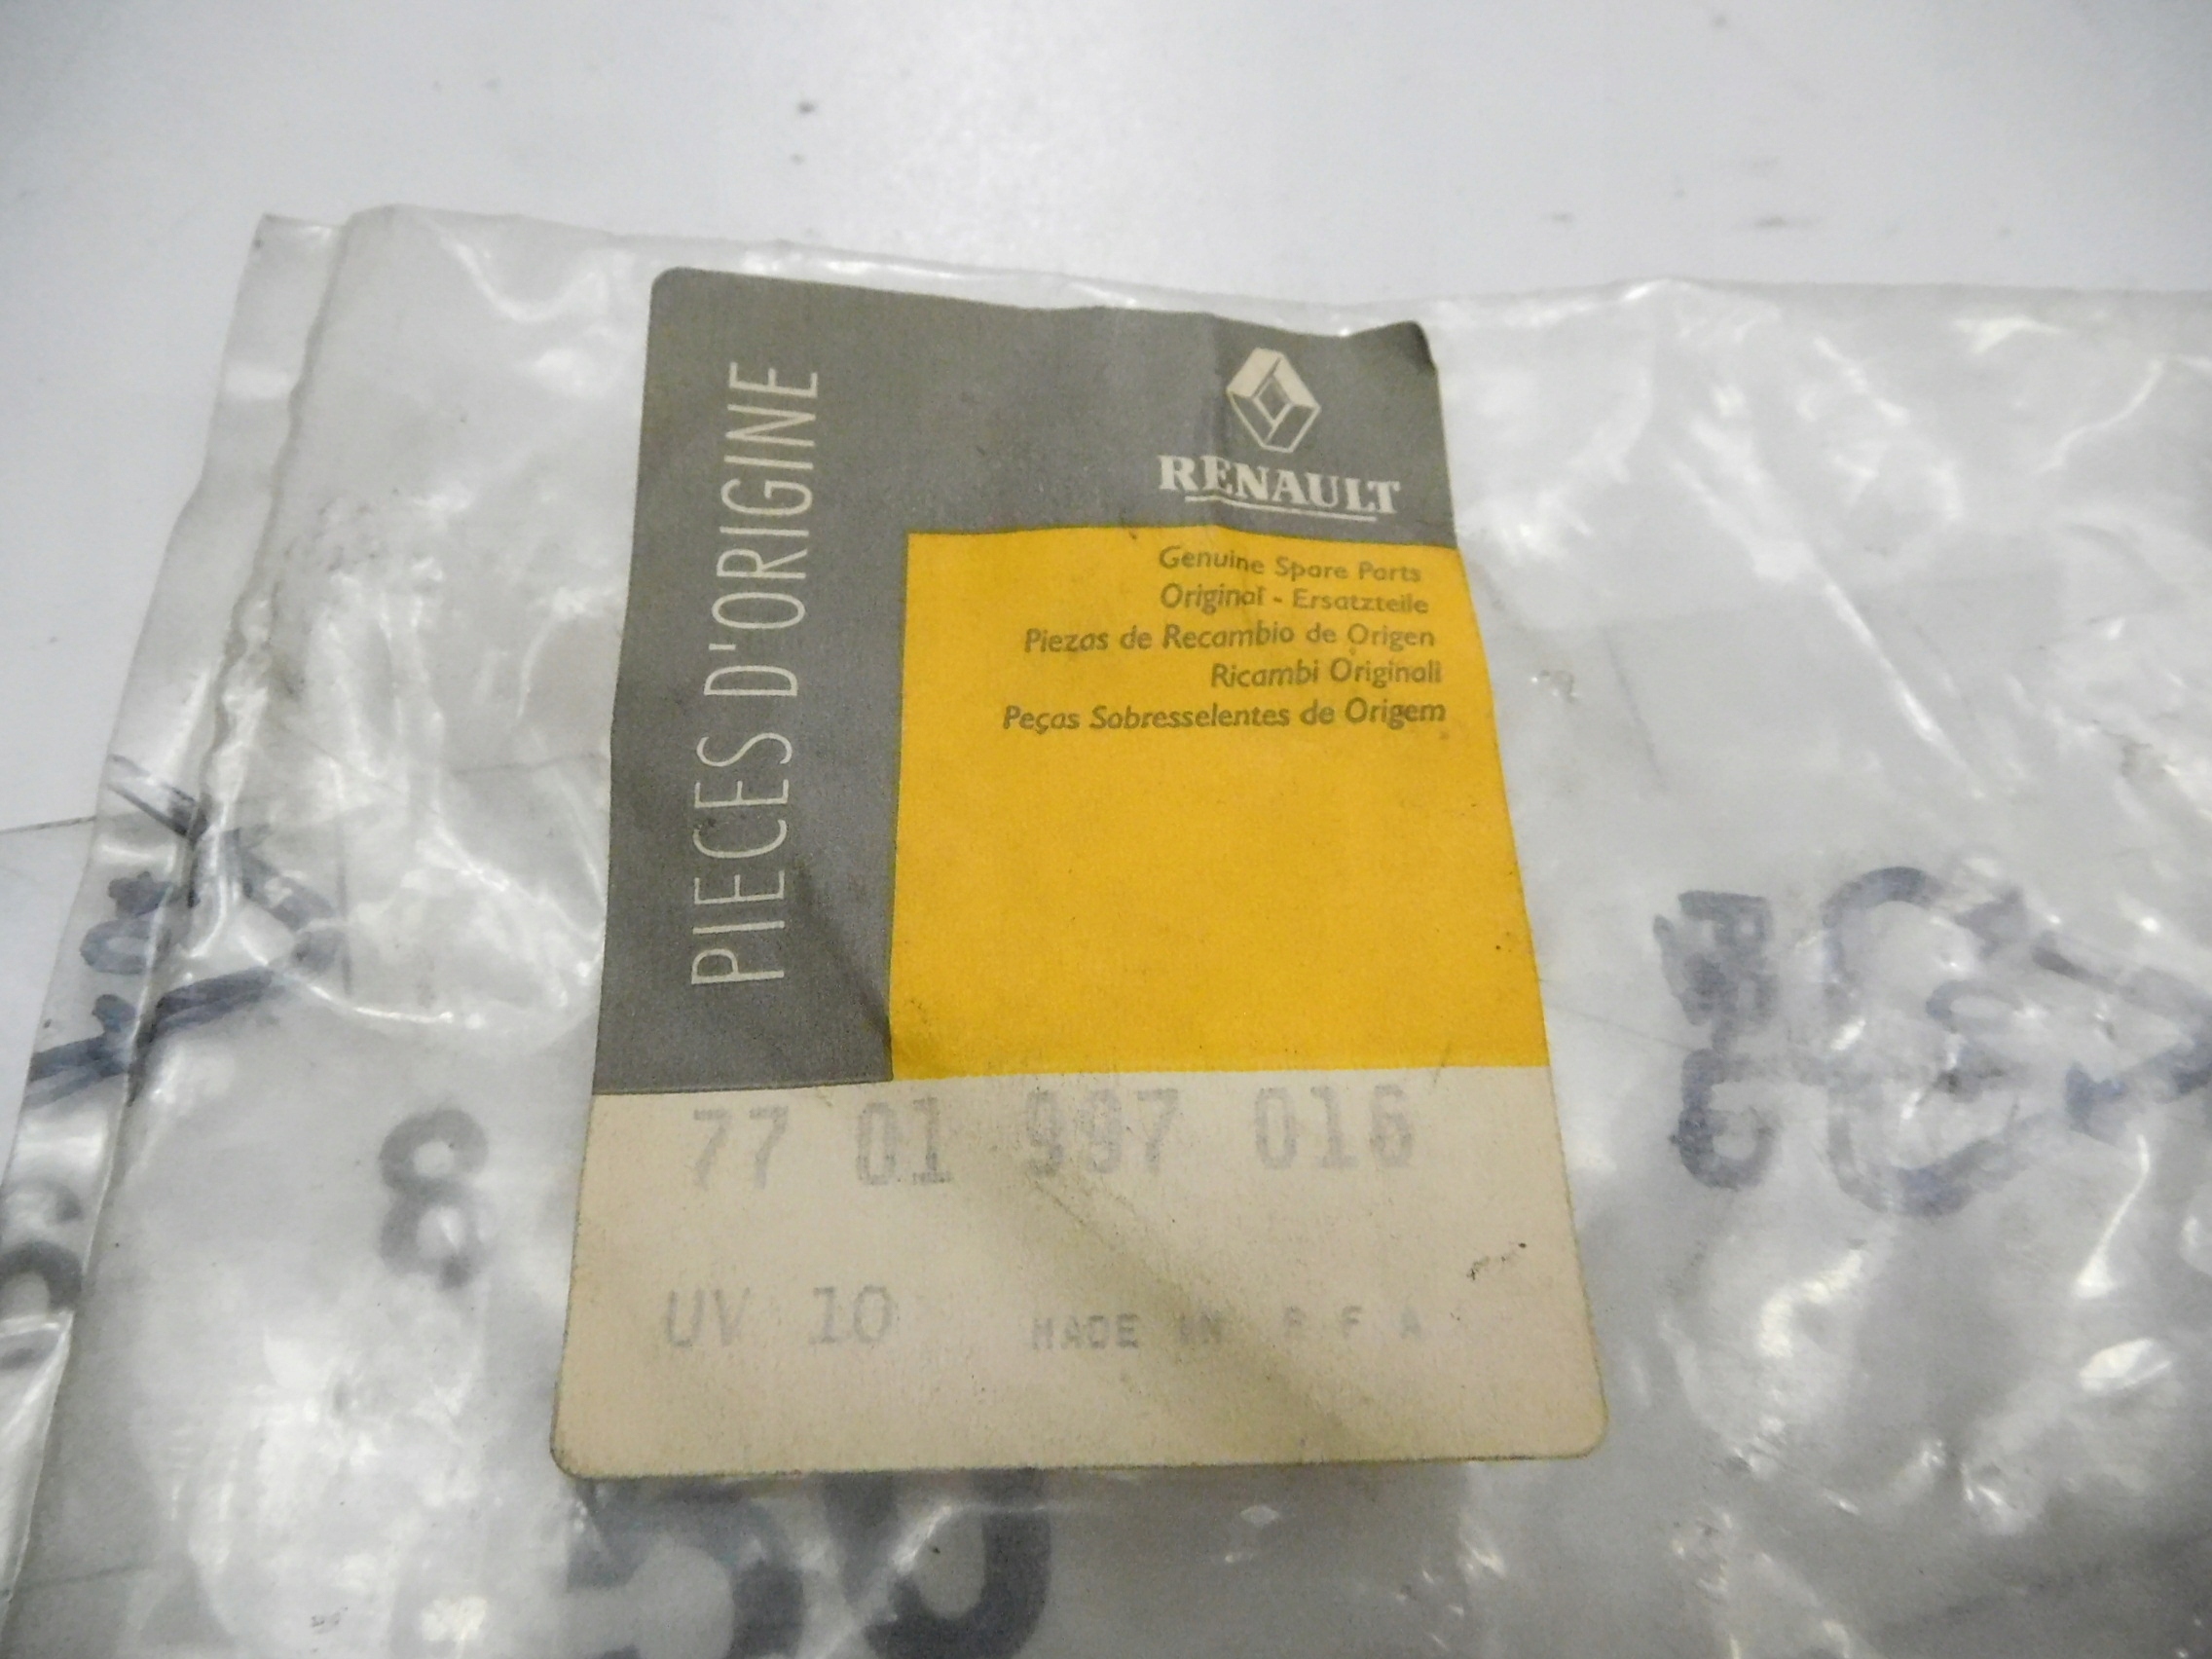 PIECES D'ORIGINE
RENAULT
Genuine Spare Parts
Original - Ersatzteile
Piezas de Recambio de Origen
Ricambi Originali
Peças Sobresselentes de Origem
77 01 997 016
UV 10 MADE IN R F A
8